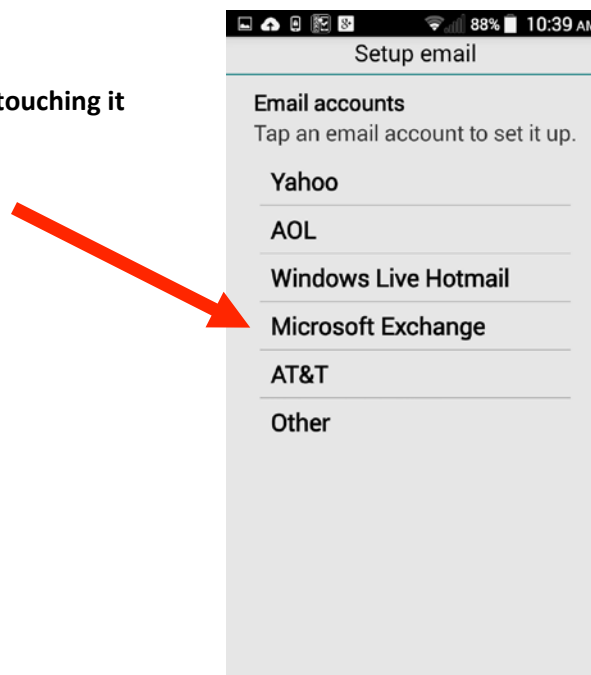 88% 10:39 AM
Setup email
touching it
Email accounts
Tap an email account to set it up.
Yahoo
AOL
Windows Live Hotmail
Microsoft Exchange
AT&T
Other